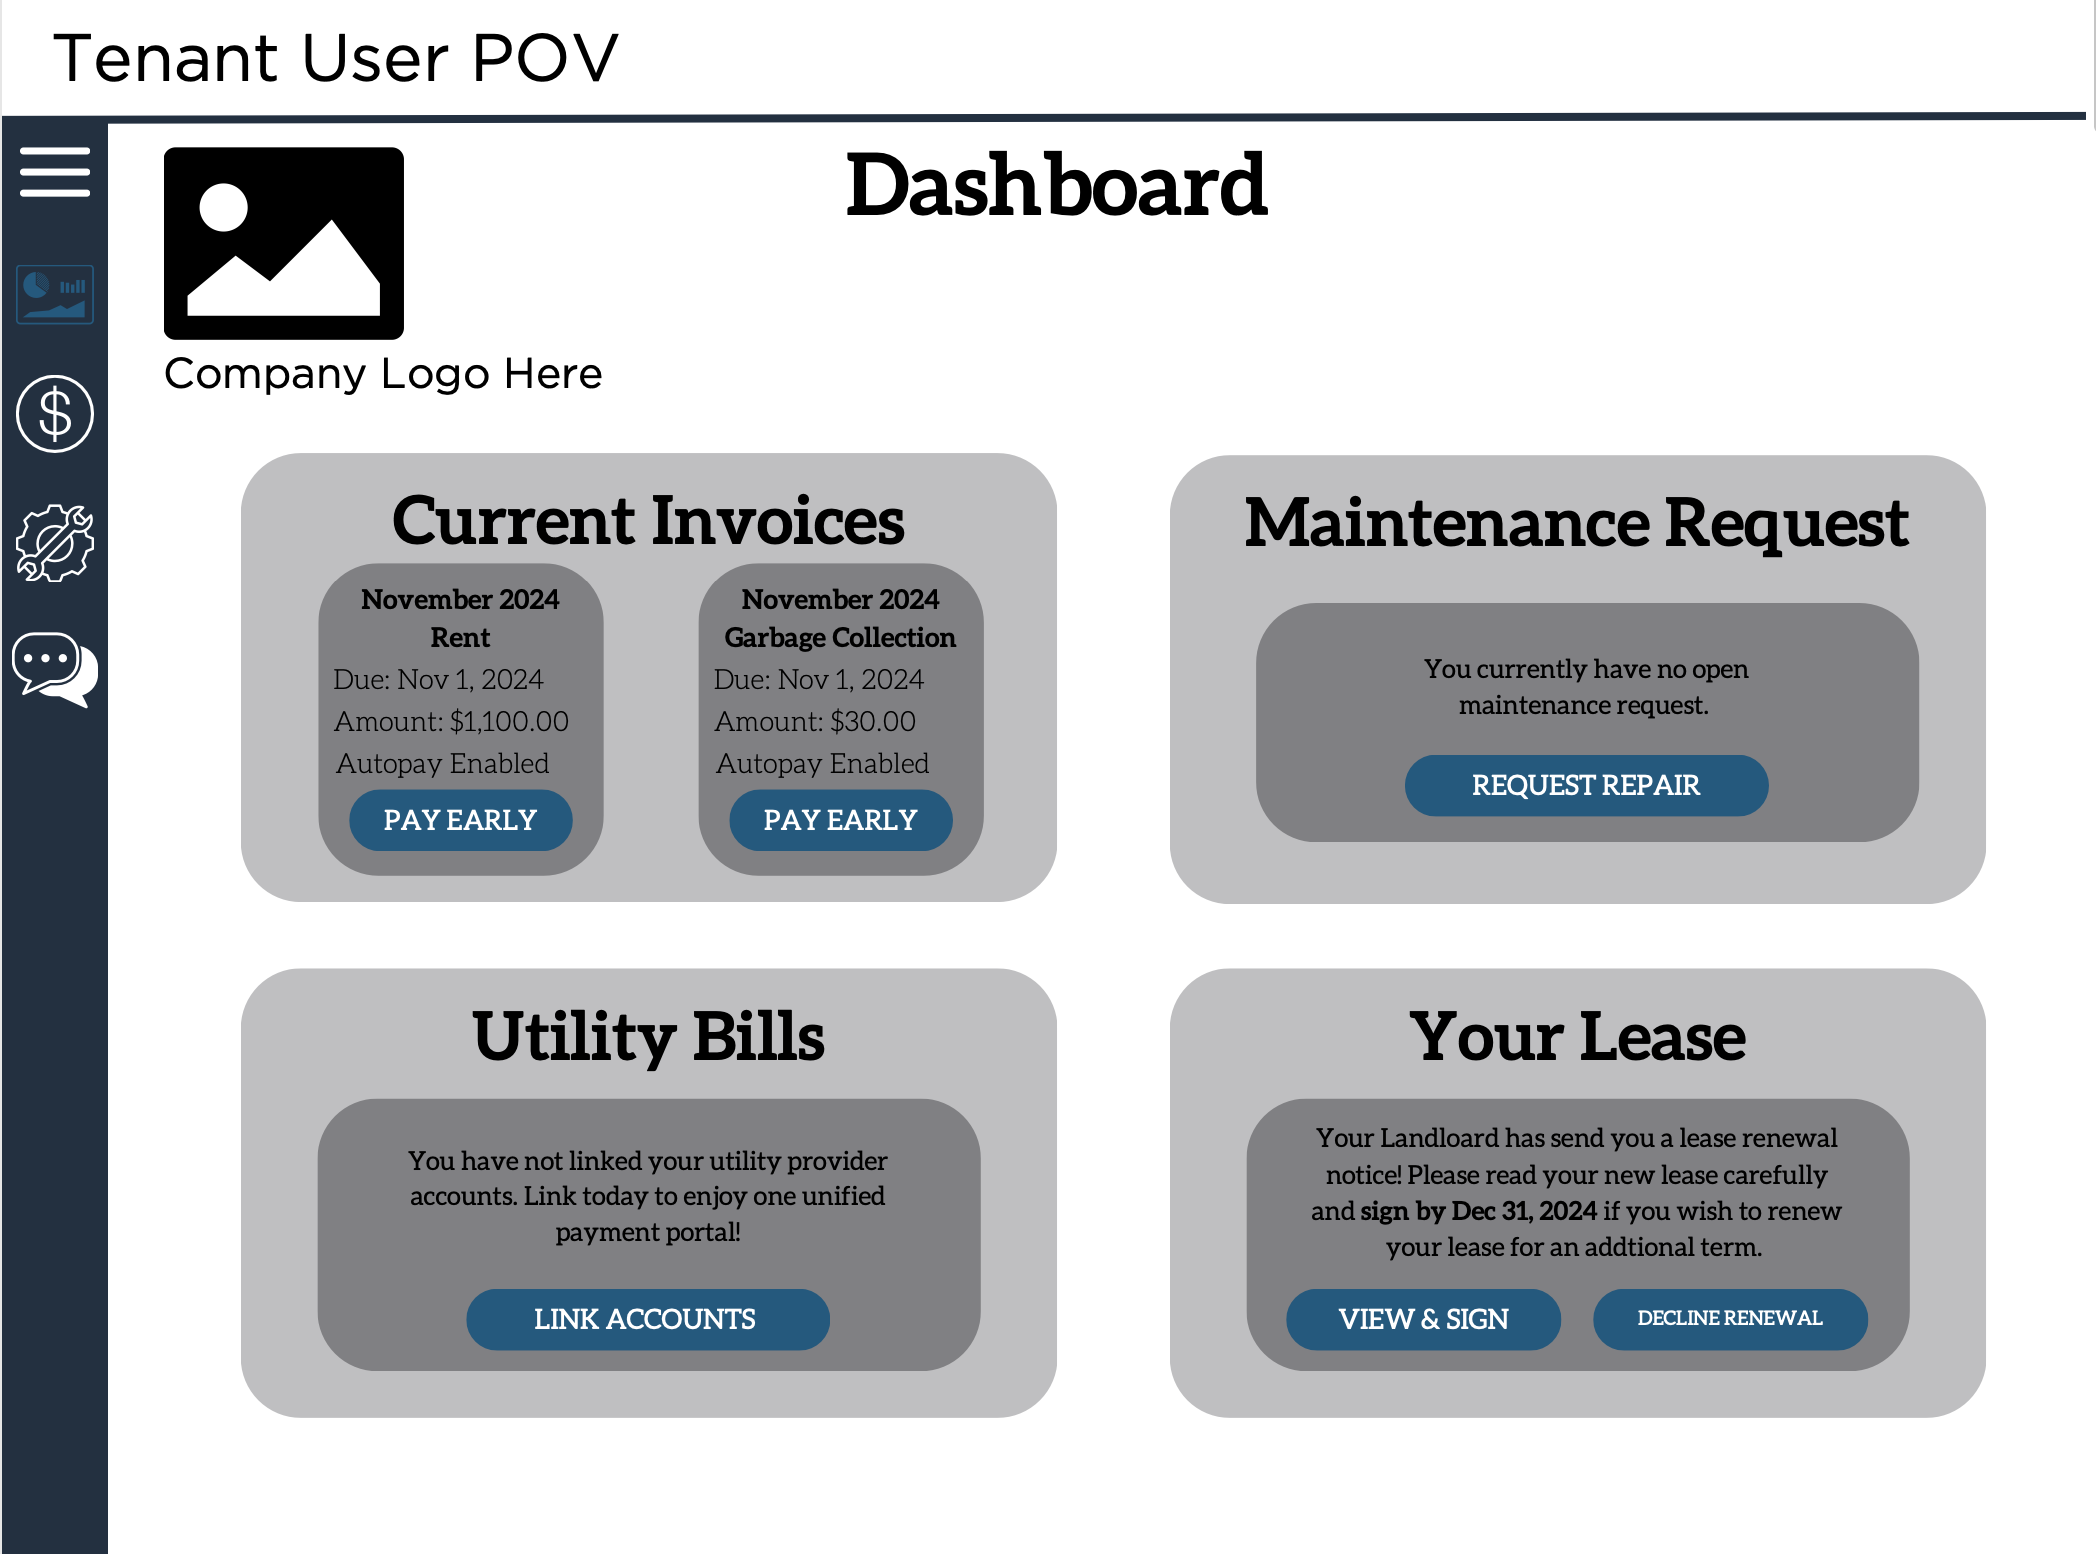 Tenant User POV
Dashboard
Company Logo Here
Current Invoices
November 2024
Rent
Due: Nov 1, 2024
Amount: $1,100.00
Autopay Enabled
PAY EARLY
November 2024
Garbage Collection
Due: Nov 1, 2024
Amount: $30.00
Autopay Enabled
PAY EARLY
Maintenance Request
You currently have no open
maintenance request.
REQUEST REPAIR
Utility Bills
You have not linked your utility provider
accounts. Link today to enjoy one unified
payment portal!
LINK ACCOUNTS
Your Lease
Your Landloard has send you a lease renewal
notice! Please read your new lease carefully
and sign by Dec 31, 2024 if you wish to renew
your lease for an addtional term.
VIEW & SIGN
DECLINE RENEWAL